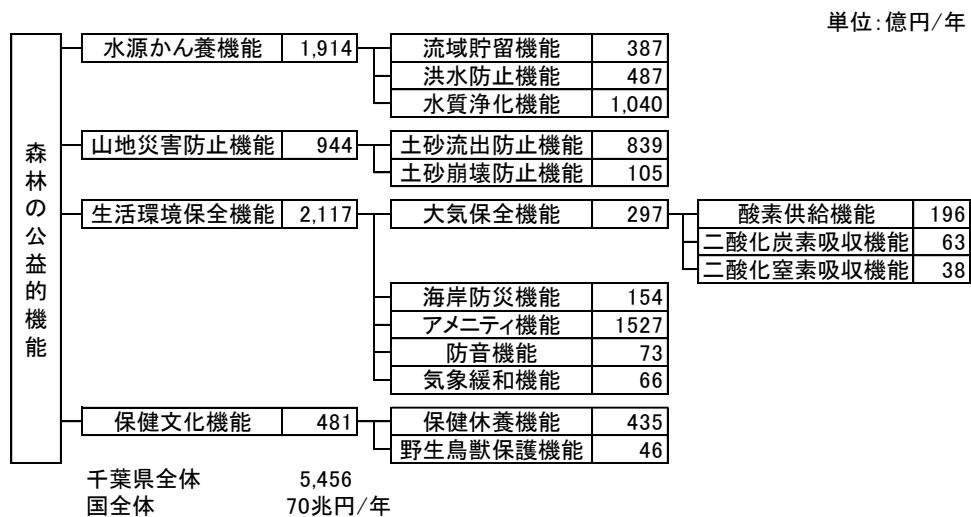 単位:億円/年
森林の公益的機能
水源かん養機能 1,914 流域貯留機能 387
洪水防止機能 487
水質浄化機能 1,040
山地災害防止機能 944 土砂流出防止機能 839
土砂崩壊防止機能 105
生活環境保全機能 2,117 大気保全機能 297 酸素供給機能 196
二酸化炭素吸収機能 63
二酸化窒素吸収機能 38
海岸防災機能 154
アメニティ機能 1527
防音機能 73
気象緩和機能 66
保健文化機能 481 保健休養機能 435
野生鳥獣保護機能 46
千葉県全体 5,456
国全体 70兆円/年